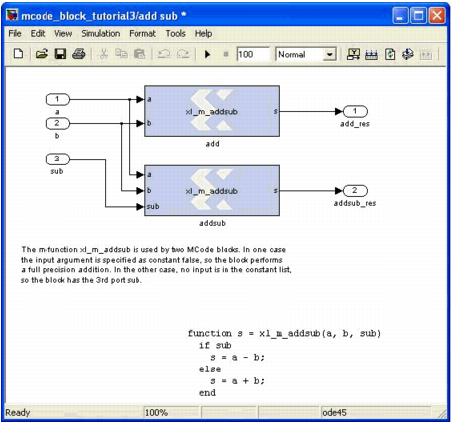 mcode_block_tutorial3/add sub *
File Edit View Simulation Format Tools Help
100 Normal
1
a
2
b
3
sub
a
b
xl_m_addsub
s
add
1
add_res
a
b
sub
xl_m_addsub
s
addsub
2
addsub_res
The m-function xl_m_addsub is used by two MCode blocks. In one case
the input argument is specified as constant false, so the block performs
a full precision addition. In the other case, no input is in the constant list,
so the block has the 3rd port sub.
function s = xl_m_addsub(a, b, sub)
if sub
s = a - b;
else
s = a + b;
end
Ready 100% ode45